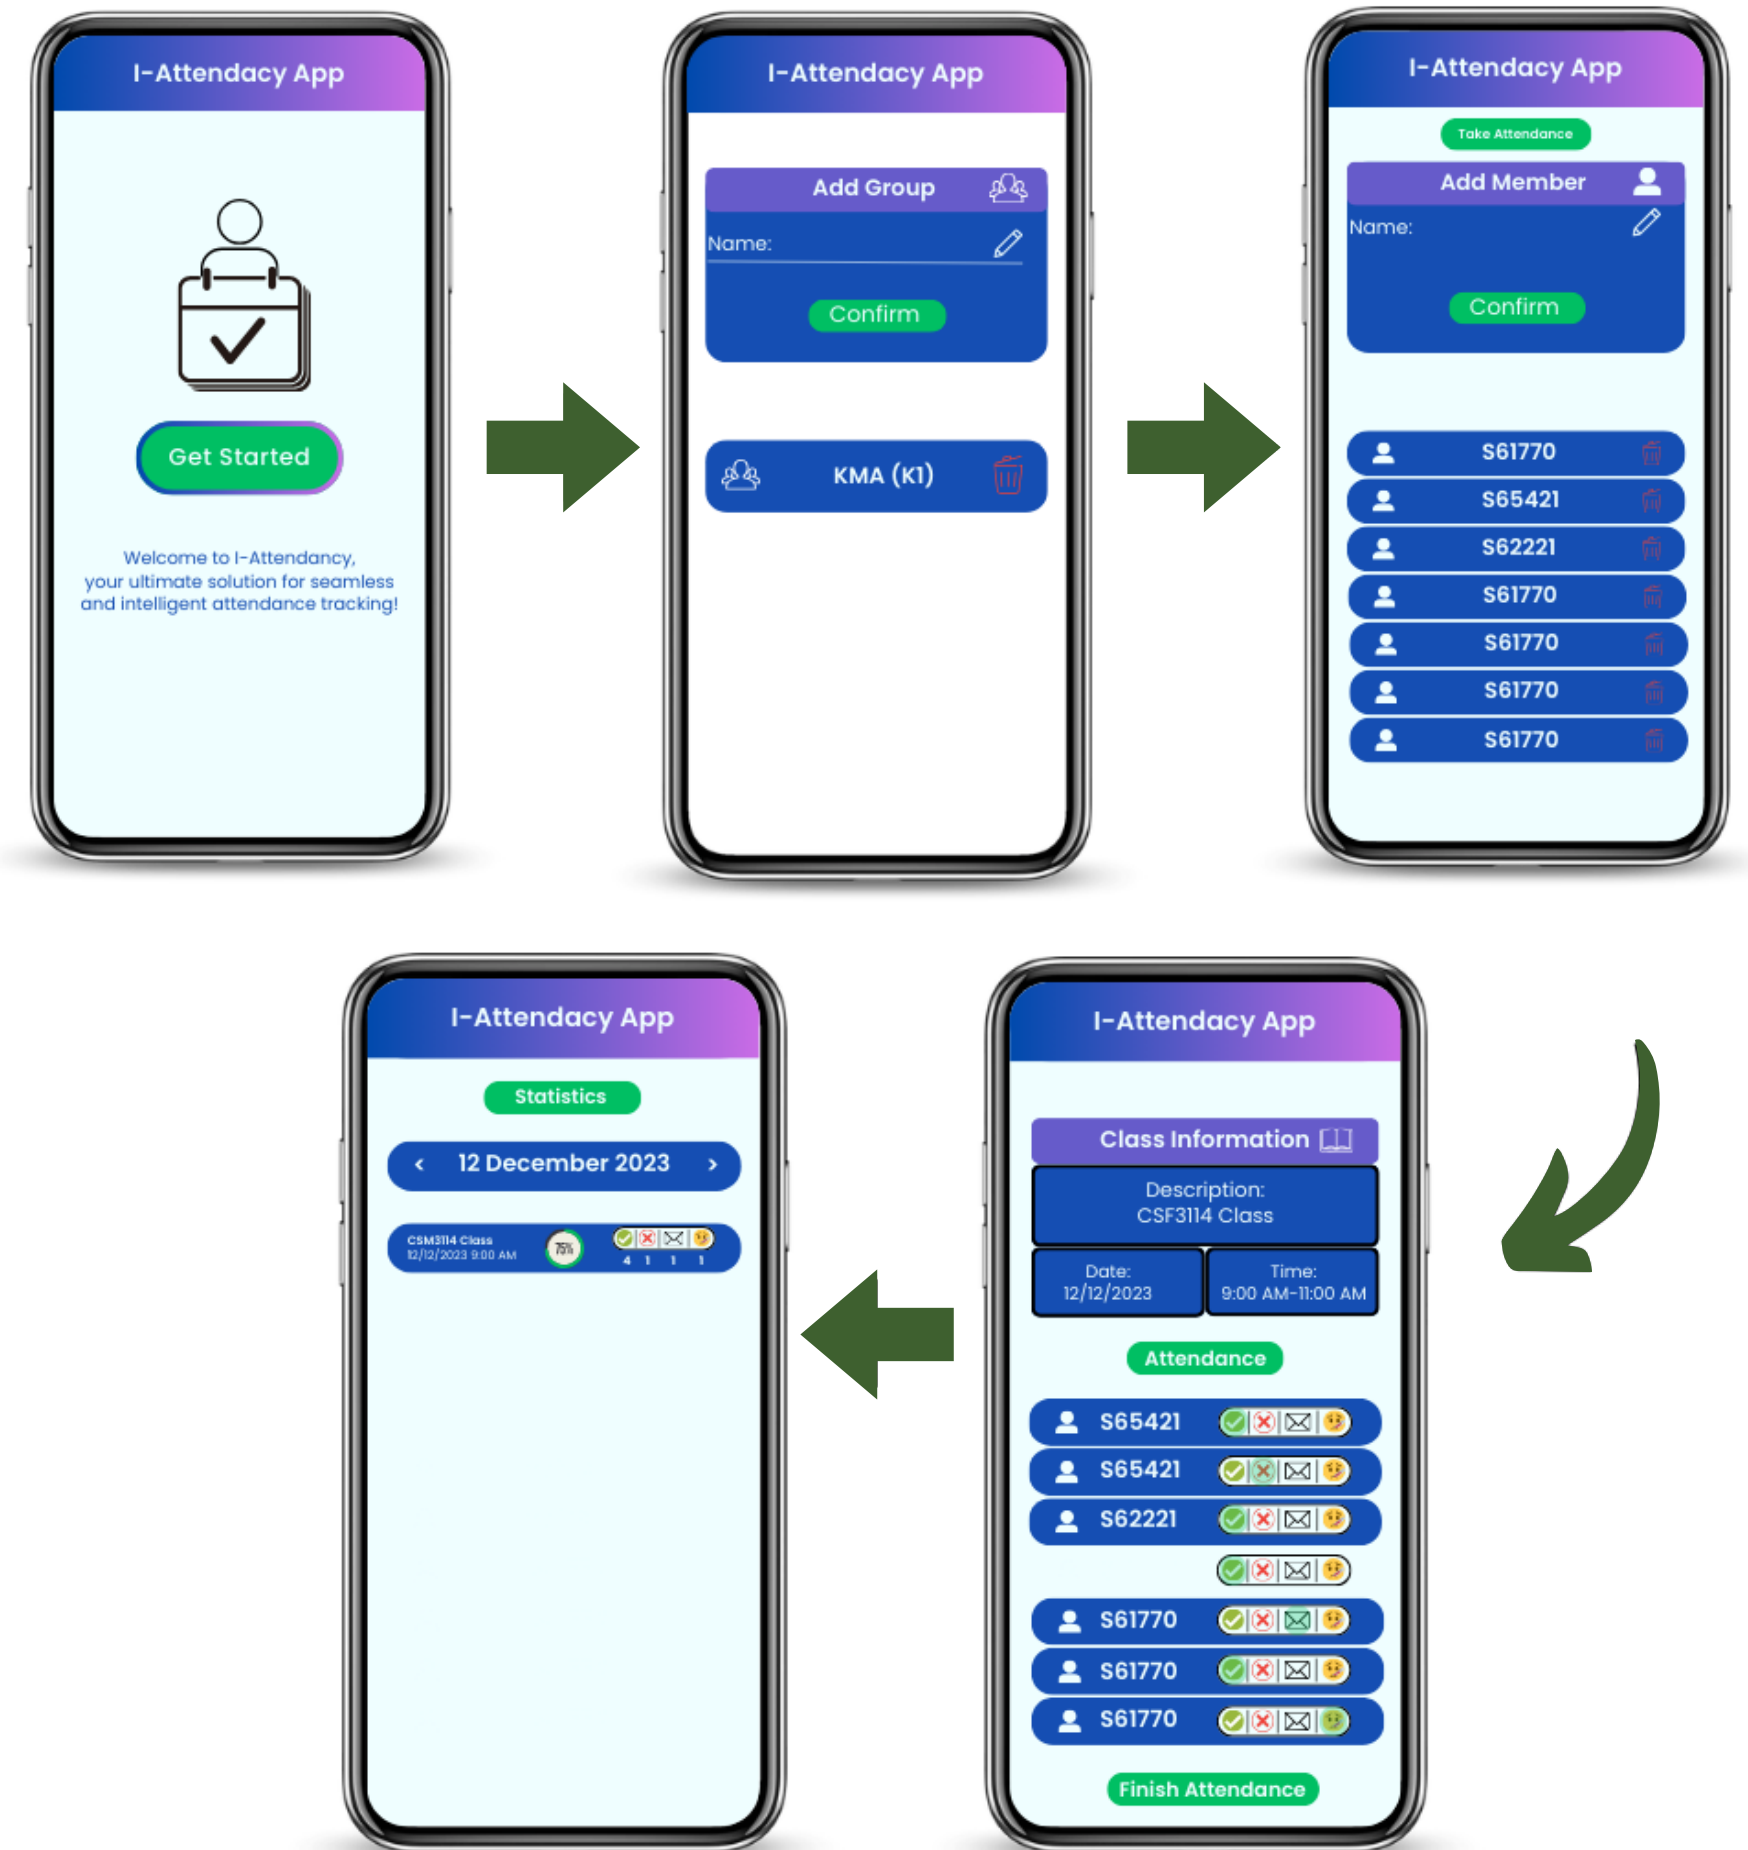 I-Attendacy App
Get Started
Welcome to I-Attendancy,
your ultimate solution for seamless
and intelligent attendance tracking!
I-Attendacy App
Add Group
Name:
Confirm
KMA (K1)
I-Attendacy App
Take Attendance
Add Member
Name:
Confirm
S61770
S65421
S62221
S61770
S61770
S61770
S61770
I-Attendacy App
Class Information
Description:
CSF3114 Class
Date:
12/12/2023
Time:
9:00 AM-11:00 AM
Attendance
S65421
S65421
S62221
S61770
S61770
S61770
Finish Attendance
I-Attendacy App
Statistics
< 12 December 2023 >
CSM3114 Class
12/12/2023 9:00 AM
75%
4 1 1 1